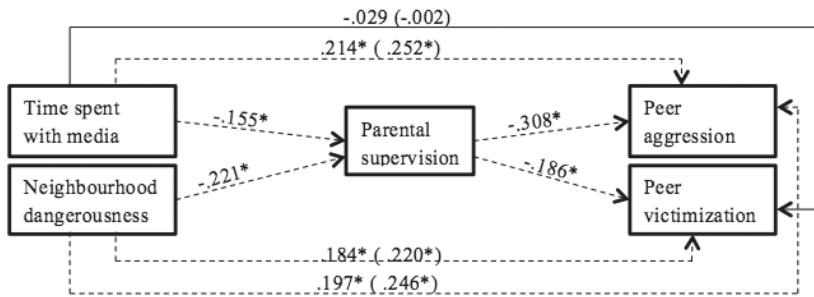 -.029 (-.002)
.214* ( .252*)
Time spent
with media
-.155*
Parental
supervision
-.308*
Peer
aggression
Neighbourhood
dangerousness
-.221*
-.186*
Peer
victimization
.184* ( .220*)
.197* ( .246*)